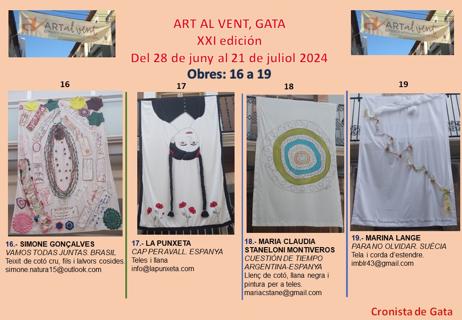 ART al vent
ART al vent
ART AL VENT, GATA
XXI edición
Del 28 de juny al 21 de juliol 2024
Obres: 16 a 19
16
17
18
19
16.- SIMONE GONÇALVES
VAMOS TODAS JUNTAS. BRASIL
Teixit de cotó cru, fils i lavors cosides.
simone.natura15@outlook.com
17.- LA PUNXETA
CAP PER AVALL. ESPANYA
Teles i llana
info@lapunxeta.com
18.- MARIA CLAUDIA
STANELONI MONTIVEROS
CUESTIÓN DE TIEMPO
ARGENTINA-ESPANYA
Llenç de cotó, llana negra i
pintura per a teles.
mariacstane@gmail.com
19.- MARINA LANGE
PARA NO OLVIDAR. SUÈCIA
Tela i corda d'estendre.
imblr43@gmail.com
Cronista de Gata